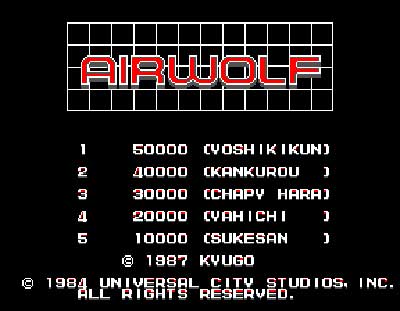 AIRWOLF
1 50000 (YOSHIKIKUN)
2 40000 (KANKUROU )
3 30000 (CHAPY HARA)
4 20000 (YAHICHI )
5 10000 (SUKESAN )
© 1987 KYUGO
© 1984 UNIVERSAL CITY STUDIOS, INC.
ALL RIGHTS RESERVED.